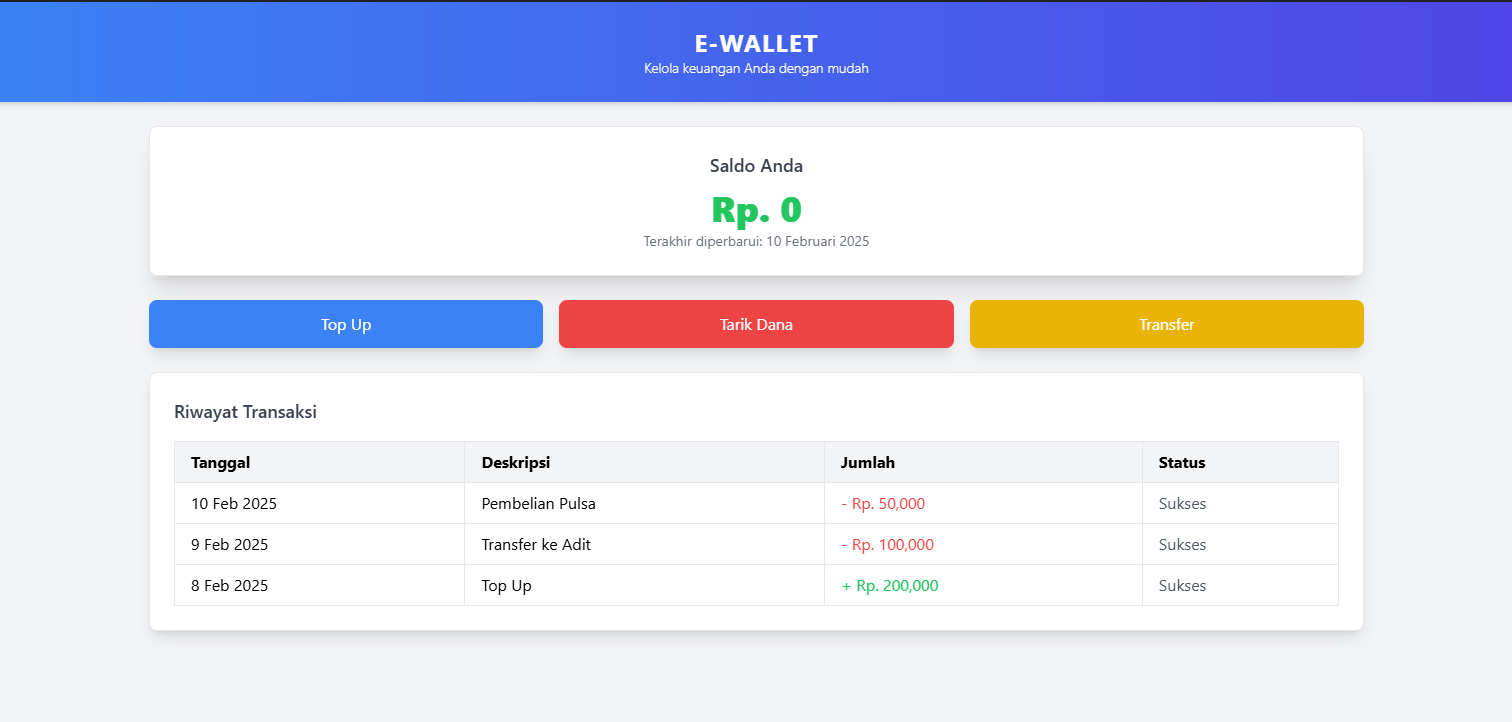 E-WALLET
Kelola keuangan Anda dengan mudah
Saldo Anda
Rp. 0
Terakhir diperbarui: 10 Februari 2025
Top Up Tarik Dana Transfer
Riwayat Transaksi
Tanggal Deskripsi Jumlah Status
10 Feb 2025 Pembelian Pulsa - Rp. 50,000 Sukses
9 Feb 2025 Transfer ke Adit - Rp. 100,000 Sukses
8 Feb 2025 Top Up + Rp. 200,000 Sukses